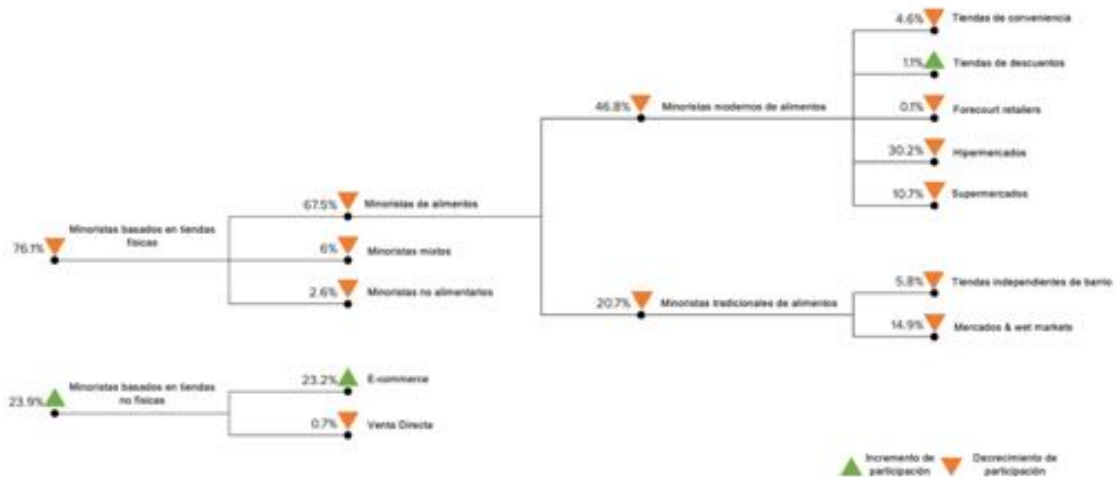 4.6%
Tiendas de conveniencia
1.1%
Tiendas de descuentos
46.8%
Minoristas modernos de alimentos
0.1%
Forecourt retailers
30.2%
Hipermercados
10.7%
Supermercados
67.5%
Minoristas de alimentos
76.1%
Minoristas basados en tiendas
físicas
6%
Minoristas mixtos
2.6%
Minoristas no alimentarios
20.7%
Minoristas tradicionales de alimentos
5.8%
Tiendas independientes de barrio
14.9%
Mercados & wet markets
23.9%
Minoristas basados en tiendas
no físicas
23.2%
E-commerce
0.7%
Venta Directa
Incremento de
participación
Decrecimiento de
participación